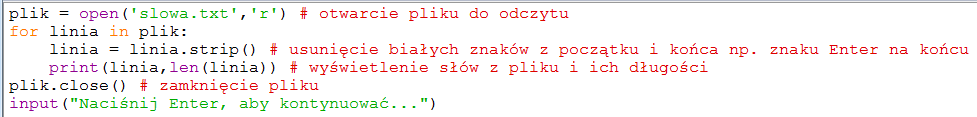 plik = open('slowa.txt','r') # otwarcie pliku do odczytu
for linia in plik:
    linia = linia.strip() # usunięcie białych znaków z początku i końca np. znaku Enter na końcu
    print(linia,len(linia)) # wyświetlenie słów z pliku i ich długości
plik.close() # zamknięcie pliku
input("Naciśnij Enter, aby kontynuować...")